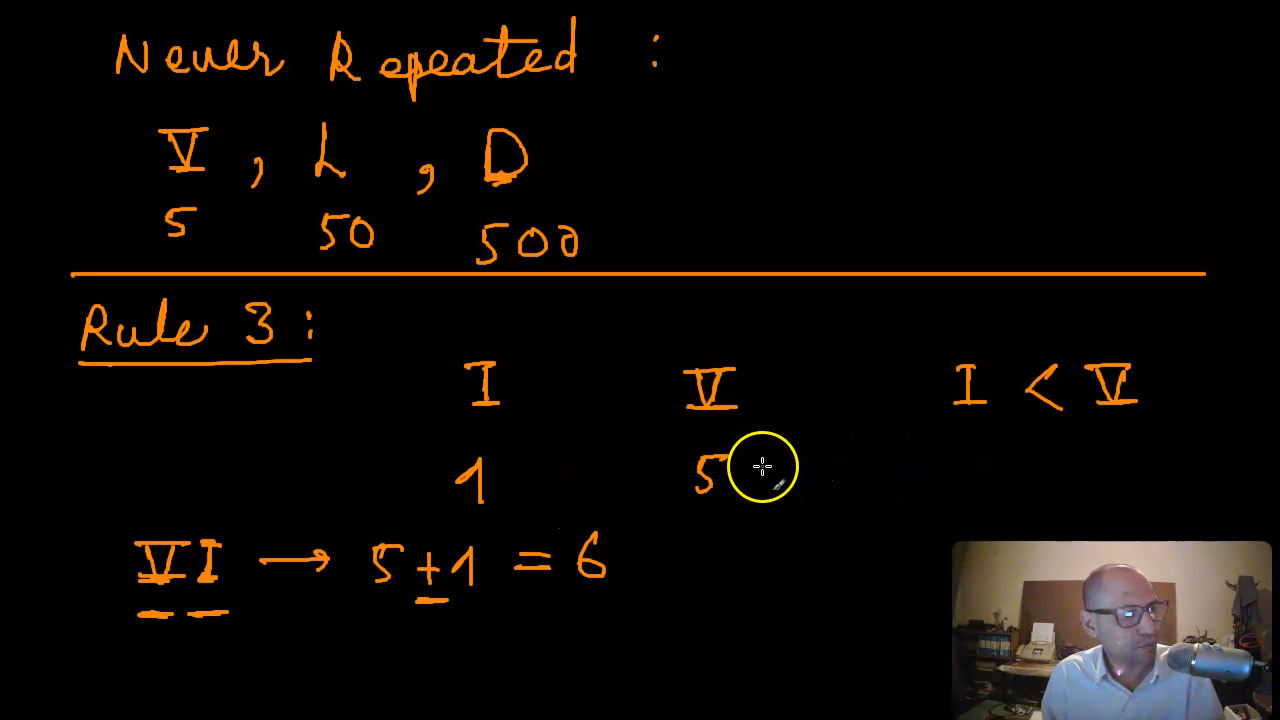 Never Repeated :
V , L , D
5 50 500
Rule 3 :
I V I < V
1 5
VI → 5 + 1 = 6